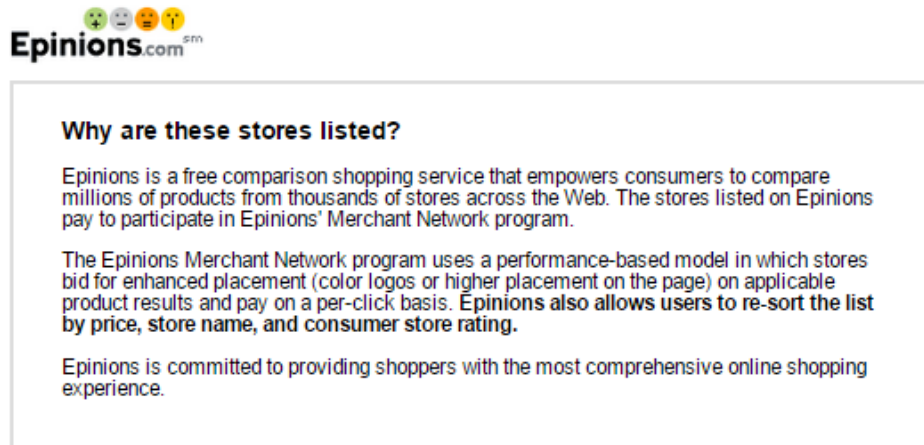 Epinions.com℠
Why are these stores listed?
Epinions is a free comparison shopping service that empowers consumers to compare
millions of products from thousands of stores across the Web. The stores listed on Epinions
pay to participate in Epinions' Merchant Network program.
The Epinions Merchant Network program uses a performance-based model in which stores
bid for enhanced placement (color logos or higher placement on the page) on applicable
product results and pay on a per-click basis. Epinions also allows users to re-sort the list
by price, store name, and consumer store rating.
Epinions is committed to providing shoppers with the most comprehensive online shopping
experience.